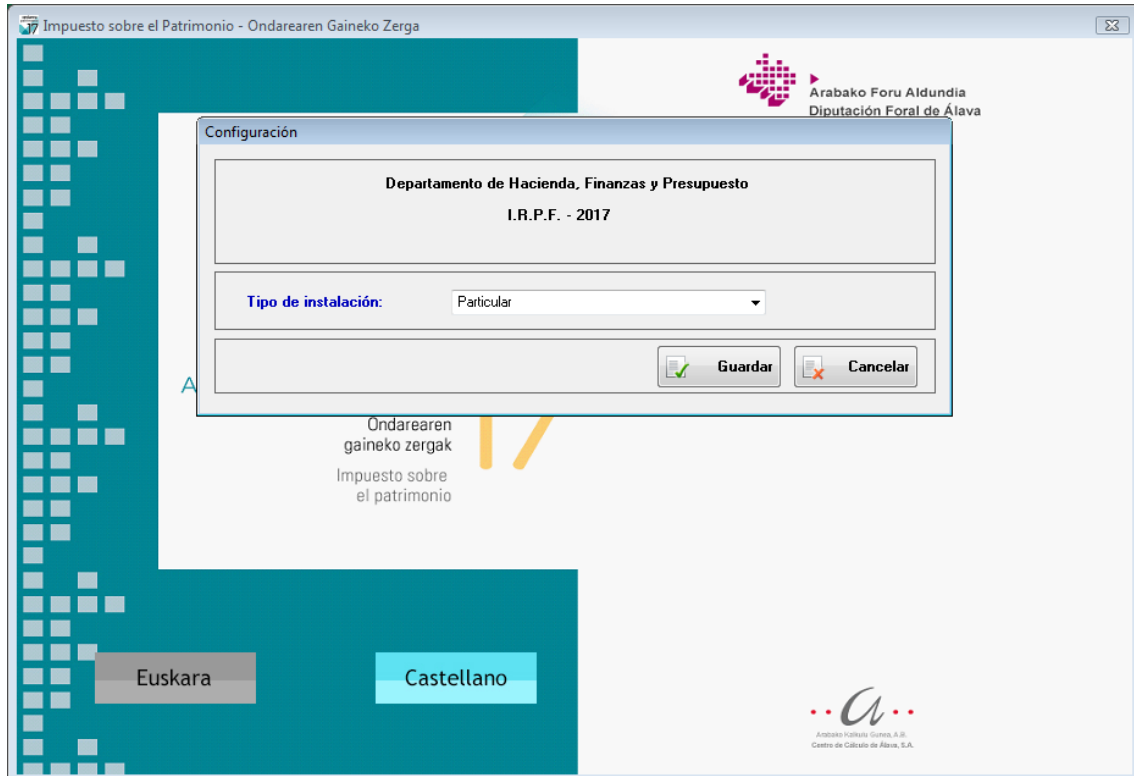 Impuesto sobre el Patrimonio - Ondarearen Gaineko Zerga
Arabako Foru Aldundia
Diputación Foral de Álava
Configuración
Departamento de Hacienda, Finanzas y Presupuesto
I.R.P.F. - 2017
Tipo de instalación:
Particular
Guardar
Cancelar
A
17
Ondarearen
gaineko zergak
Impuesto sobre
el patrimonio
Euskara
Castellano
Arabako Kalkulu Gunea, A.B.
Centro de Cálculo de Álava, S.A.